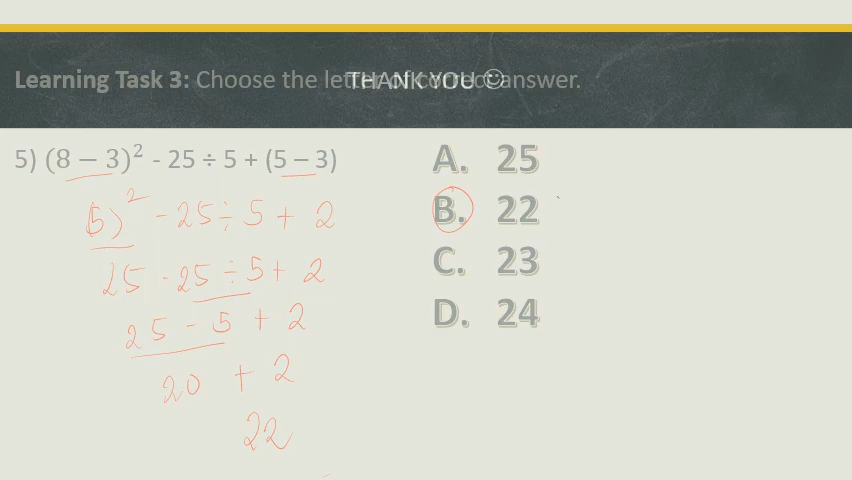 Learning Task 3: Choose the letter of correct answer.
THANK YOU ☺
5) (8 – 3)² - 25 ÷ 5 + (5 – 3)
(5)² - 25 ÷ 5 + 2
25 - 25 ÷ 5 + 2
25 - 5 + 2
20 + 2
22
A. 25
B. 22
C. 23
D. 24